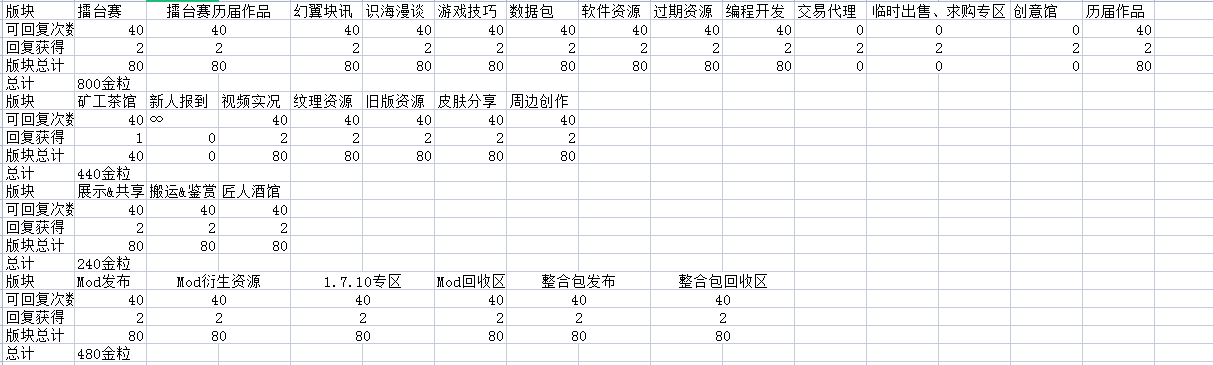 版块 擂台赛 擂台赛历届作品 幻翼块讯 识海漫谈 游戏技巧 数据包 软件资源 过期资源 编程开发 交易代理 临时出售、求购专区 创意馆 历届作品
可回复次数 40 40 40 40 40 40 40 40 40 0 0 0 40
回复获得 2 2 2 2 2 2 2 2 2 2 2 2 2
版块总计 80 80 80 80 80 80 80 80 80 0 0 0 80
总计 800金粒
版块 矿工茶馆 新人报到 视频实况 纹理资源 旧版资源 皮肤分享 周边创作
可回复次数 40 ∞ 40 40 40 40 40
回复获得 1 0 2 2 2 2 2
版块总计 40 0 80 80 80 80 80
总计 440金粒
版块 展示&共享 搬运&鉴赏 匠人酒馆
可回复次数 40 40 40
回复获得 2 2 2
版块总计 80 80 80
总计 240金粒
版块 Mod发布 Mod衍生资源 1.7.10专区 Mod回收区 整合包发布 整合包回收区
可回复次数 40 40 40 40 40 40
回复获得 2 2 2 2 2 2
版块总计 80 80 80 80 80 80
总计 480金粒